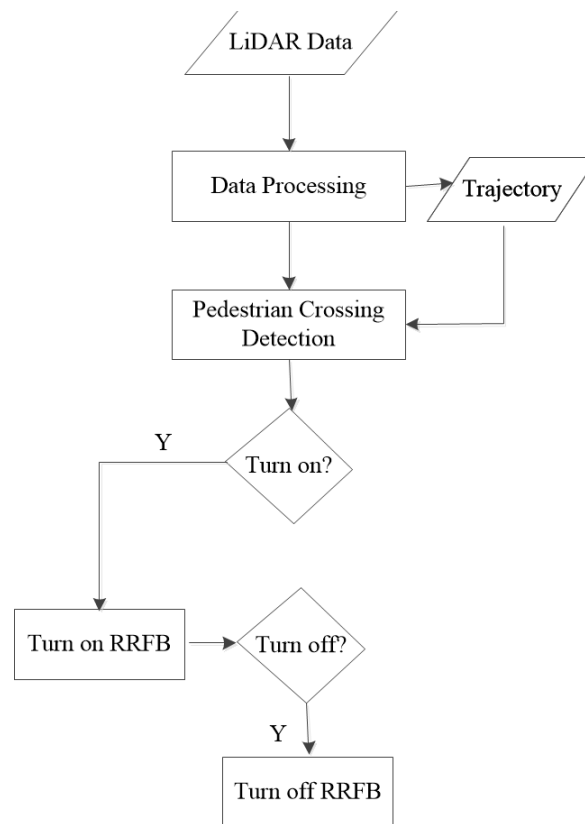 LiDAR Data
Data Processing
Trajectory
Pedestrian Crossing
Detection
Y
Turn on?
Turn on RRFB
Turn off?
Y
Turn off RRFB